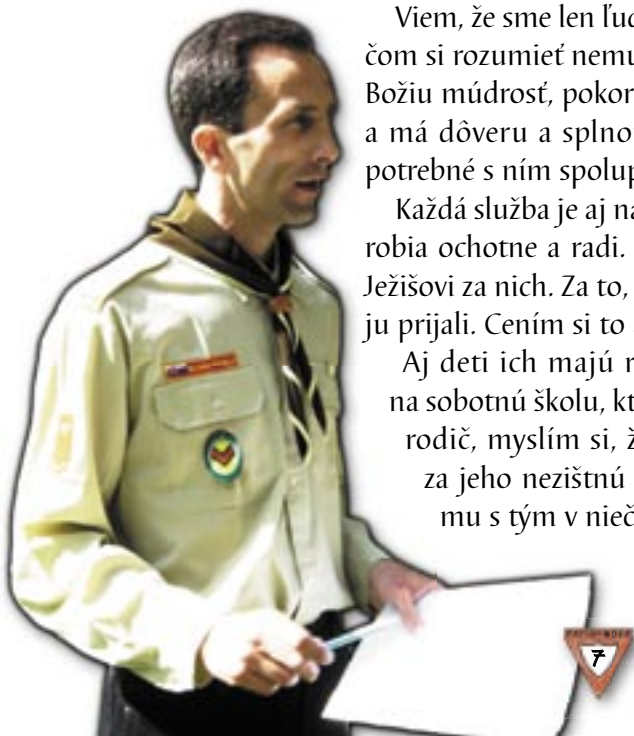 Viem, že sme len ľud
čom si rozumieť nemu
Božiu múdrosť, pokor
a má dôveru a splno
potrebné s ním spolup
Každá služba je aj na
robia ochotne a radi.
Ježišovi za nich. Za to,
ju prijali. Cením si to
Aj deti ich majú r
na sobotnú školu, kt
rodič, myslím si, ž
za jeho nezištnú
mu s tým v nieč
PATHFINDER
7